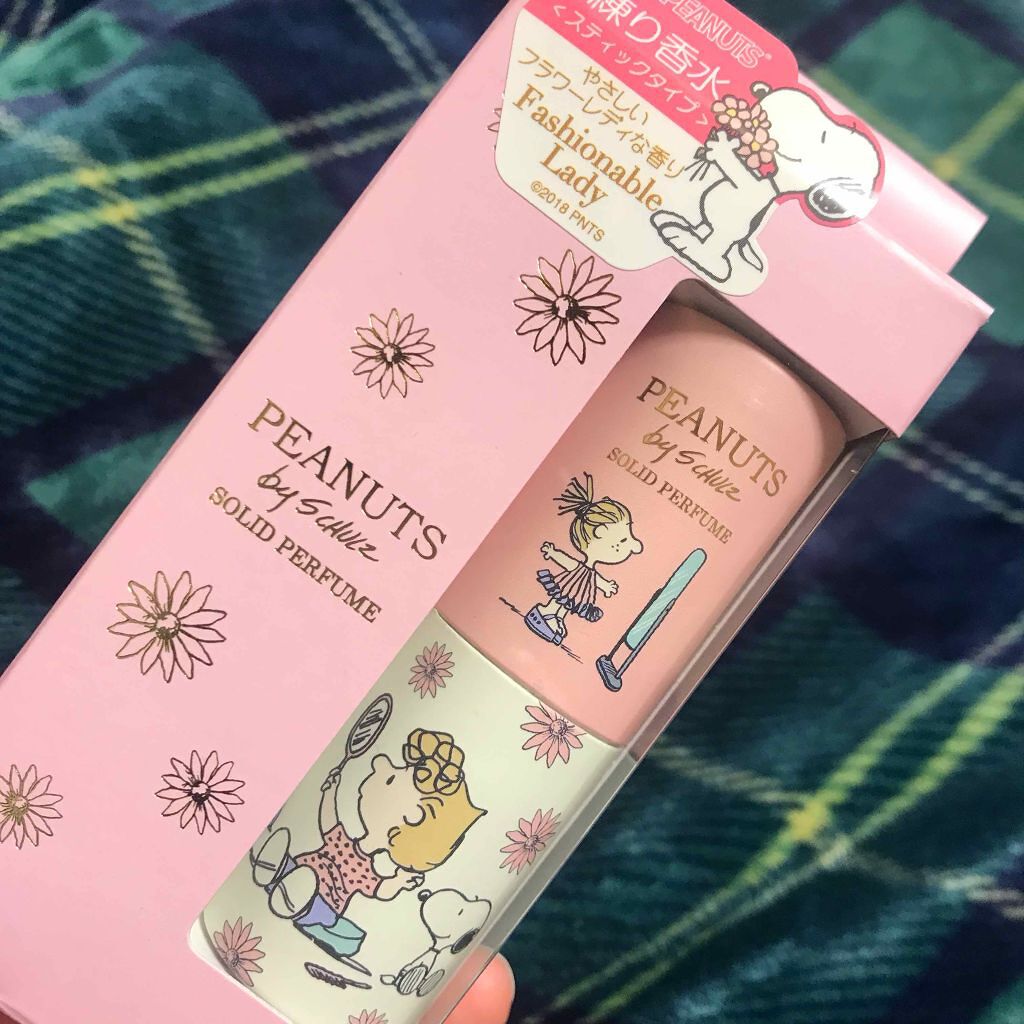 PEANUTS
練り香水
<スティックタイプ>
やさしい
フラワーレディな香り
Fashionable
Lady
©2018 PNTS
PEANUTS
by SCHULZ
SOLID PERFUME
PEANUTS
by SCHULZ
SOLID PERFUME